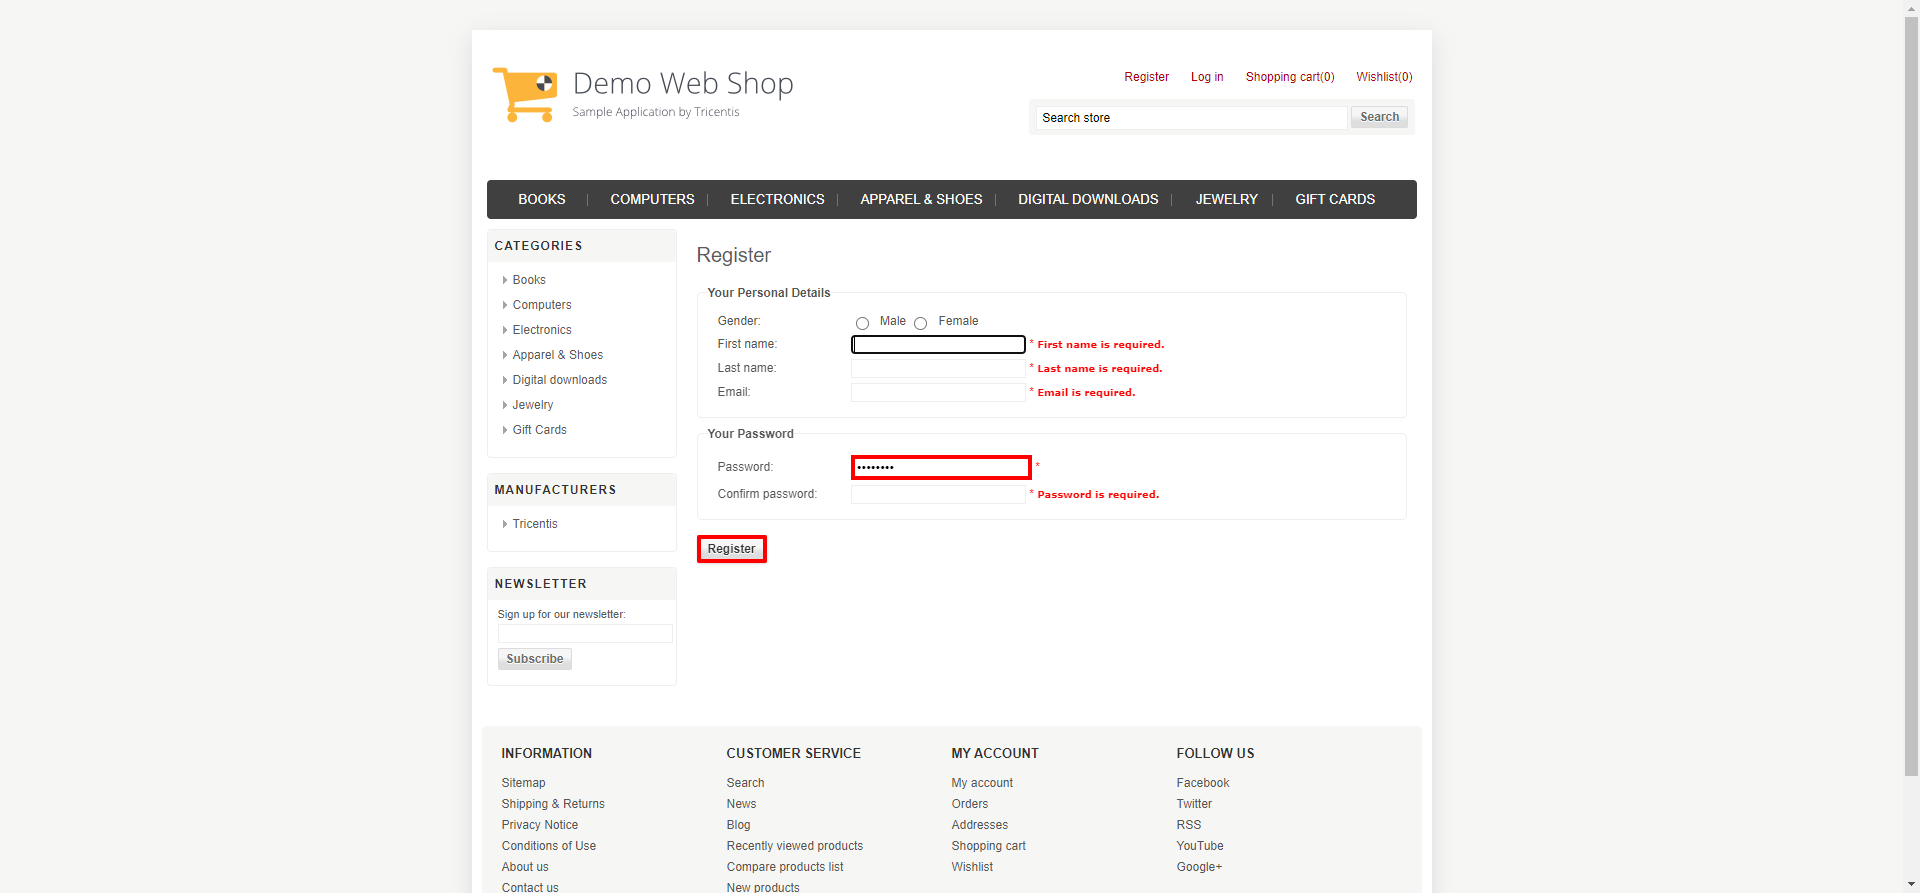 Demo Web Shop
Sample Application by Tricentis
Register Log in Shopping cart(0) Wishlist(0)
Search store Search
BOOKS COMPUTERS ELECTRONICS APPAREL & SHOES DIGITAL DOWNLOADS JEWELRY GIFT CARDS
CATEGORIES
Books
Computers
Electronics
Apparel & Shoes
Digital downloads
Jewelry
Gift Cards
MANUFACTURERS
Tricentis
NEWSLETTER
Sign up for our newsletter:
Subscribe
Register
Your Personal Details
Gender: Male Female
First name: * First name is required.
Last name: * Last name is required.
Email: * Email is required.
Your Password
Password: •••••••• *
Confirm password: * Password is required.
Register
INFORMATION
Sitemap
Shipping & Returns
Privacy Notice
Conditions of Use
About us
Contact us
CUSTOMER SERVICE
Search
News
Blog
Recently viewed products
Compare products list
New products
MY ACCOUNT
My account
Orders
Addresses
Shopping cart
Wishlist
FOLLOW US
Facebook
Twitter
RSS
YouTube
Google+